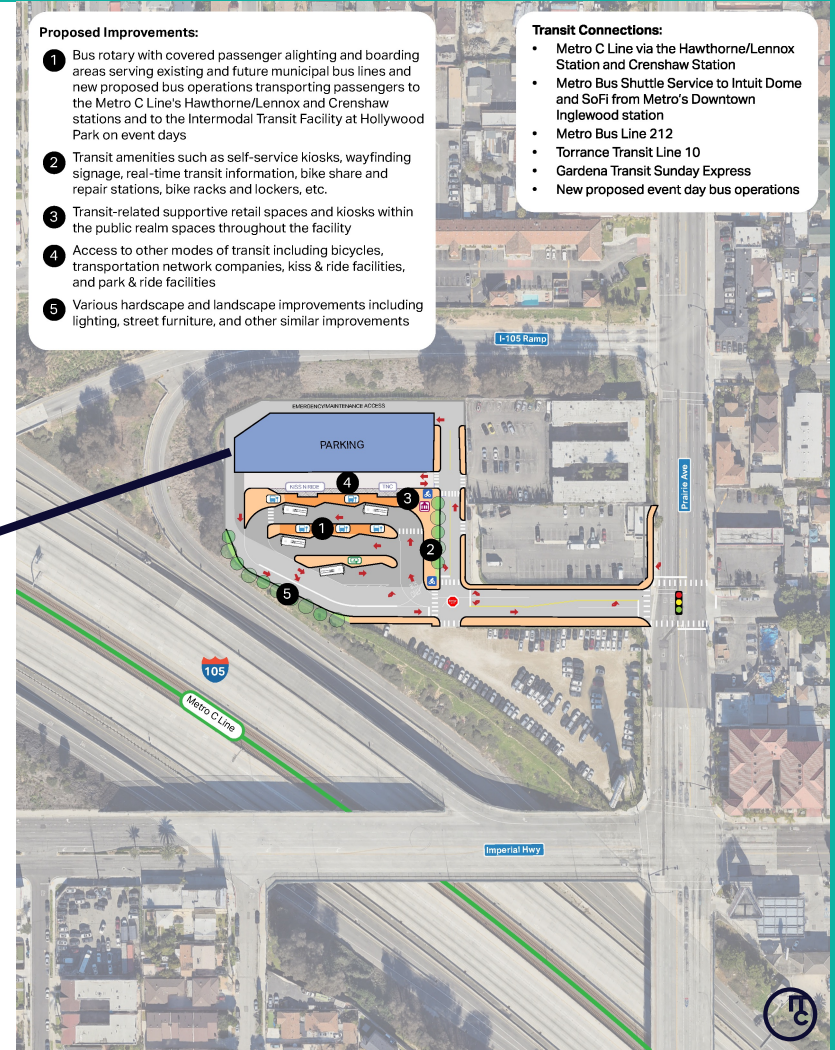 Proposed Improvements:
1 Bus rotary with covered passenger alighting and boarding
areas serving existing and future municipal bus lines and
new proposed bus operations transporting passengers to
the Metro C Line's Hawthorne/Lennox and Crenshaw
stations and to the Intermodal Transit Facility at Hollywood
Park on event days
2 Transit amenities such as self-service kiosks, wayfinding
signage, real-time transit information, bike share and
repair stations, bike racks and lockers, etc.
3 Transit-related supportive retail spaces and kiosks within
the public realm spaces throughout the facility
4 Access to other modes of transit including bicycles,
transportation network companies, kiss & ride facilities,
and park & ride facilities
5 Various hardscape and landscape improvements including
lighting, street furniture, and other similar improvements
Transit Connections:
• Metro C Line via the Hawthorne/Lennox
Station and Crenshaw Station
• Metro Bus Shuttle Service to Intuit Dome
and SoFi from Metro's Downtown
Inglewood station
• Metro Bus Line 212
• Torrance Transit Line 10
• Gardena Transit Sunday Express
• New proposed event day bus operations
I-105 Ramp
EMERGENCY/MAINTENANCE ACCESS
PARKING
KISS N RIDE
TNC
4
3
1
2
5
STOP
Prairie Ave
105
Metro C Line
Imperial Hwy
ITC